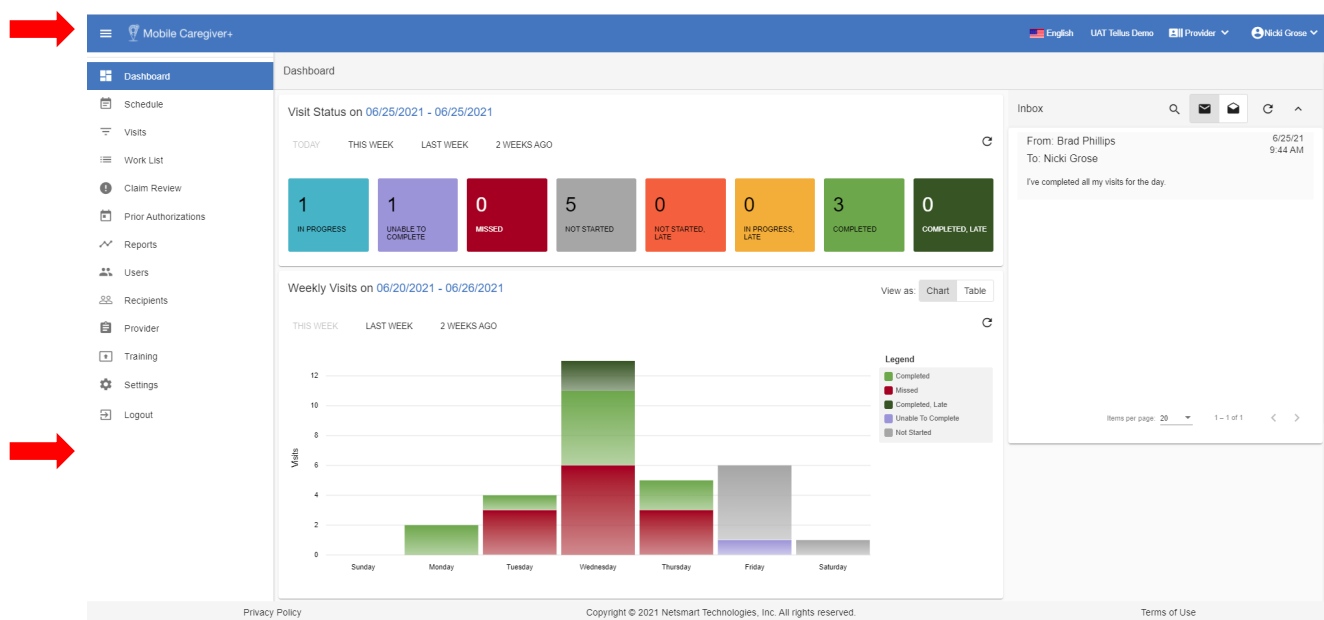 Mobile Caregiver+
English UAT Tellus Demo Provider Nicki Grose
Dashboard
Schedule
Visits
Work List
Claim Review
Prior Authorizations
Reports
Users
Recipients
Provider
Training
Settings
Logout
Dashboard
Visit Status on 06/25/2021 - 06/25/2021
TODAY THIS WEEK LAST WEEK 2 WEEKS AGO
1
IN PROGRESS
1
UNABLE TO
COMPLETE
0
MISSED
5
NOT STARTED
0
NOT STARTED,
LATE
0
IN PROGRESS,
LATE
3
COMPLETED
0
COMPLETED, LATE
Weekly Visits on 06/20/2021 - 06/26/2021
View as: Chart Table
THIS WEEK LAST WEEK 2 WEEKS AGO
Visits
12
10
8
6
4
2
0
Sunday Monday Tuesday Wednesday Thursday Friday Saturday
Legend
Completed
Missed
Completed, Late
Unable To Complete
Not Started
Inbox
From: Brad Phillips
To: Nicki Grose
6/25/21
9:44 AM
I've completed all my visits for the day.
Items per page: 20 1 – 1 of 1
Privacy Policy Copyright © 2021 Netsmart Technologies, Inc. All rights reserved. Terms of Use